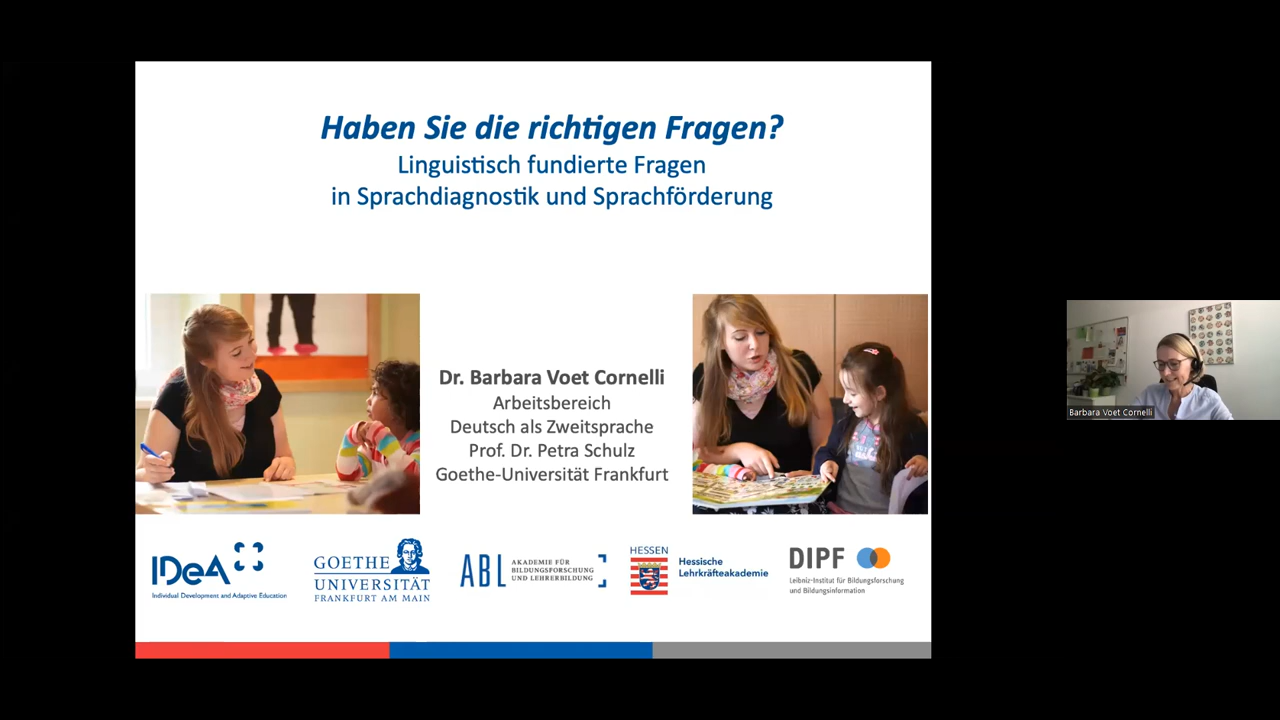 Haben Sie die richtigen Fragen?
Linguistisch fundierte Fragen
in Sprachdiagnostik und Sprachförderung
Dr. Barbara Voet Cornelli
Arbeitsbereich
Deutsch als Zweitsprache
Prof. Dr. Petra Schulz
Goethe-Universität Frankfurt
Barbara Voet Cornelli
IDeA
Individual Development and Adaptive Education
GOETHE
UNIVERSITÄT
FRANKFURT AM MAIN
ABL
AKADEMIE FÜR
BILDUNGSFORSCHUNG
UND LEHRERBILDUNG
HESSEN
Hessische
Lehrkräfteakademie
DIPF
Leibniz-Institut für Bildungsforschung
und Bildungsinformation